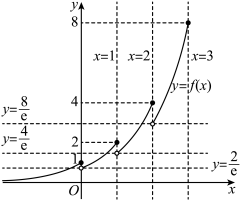 y
8
x=1
x=2
x=3
y=f(x)
4
y=8/e
y=4/e
2
1
y=2/e
O
x